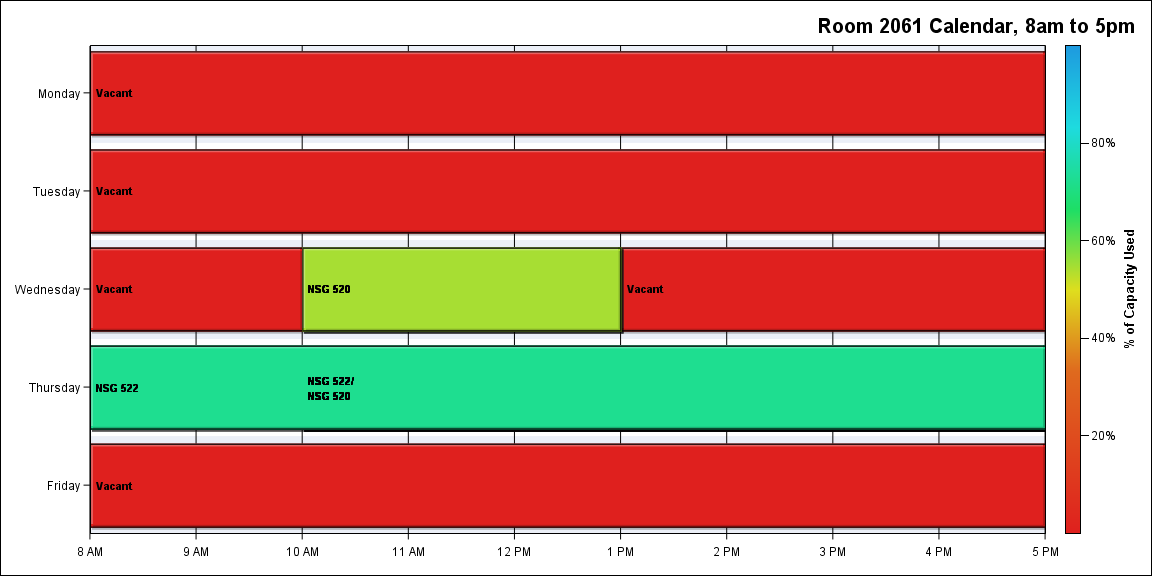 Room 2061 Calendar, 8am to 5pm
Monday
Vacant
Tuesday
Vacant
Wednesday
Vacant
NSG 520
Vacant
Thursday
NSG 522
NSG 522/
NSG 520
Friday
Vacant
8 AM
9 AM
10 AM
11 AM
12 PM
1 PM
2 PM
3 PM
4 PM
5 PM
80%
60%
40%
20%
% of Capacity Used